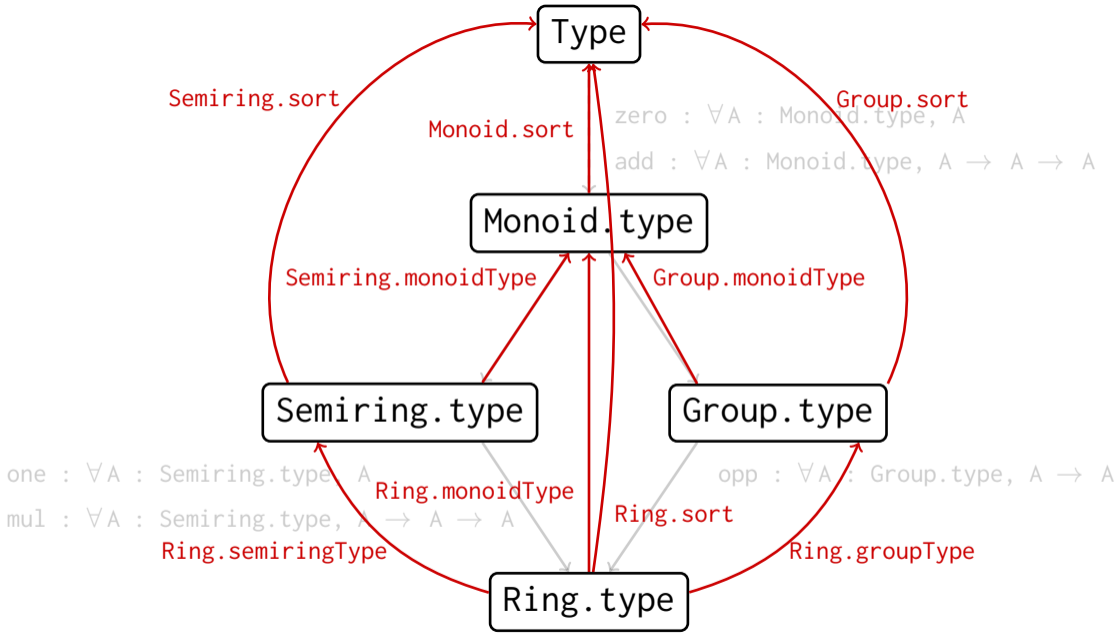 Type
Semiring.sort
Group.sort
Monoid.sort
zero : ∀A : Monoid.type, A
add : ∀A : Monoid.type, A → A → A
Monoid.type
Semiring.monoidType
Group.monoidType
Semiring.type
Group.type
one : ∀A : Semiring.type, A
opp : ∀A : Group.type, A → A
Ring.monoidType
mul : ∀A : Semiring.type, A → A → A
Ring.sort
Ring.semiringType
Ring.groupType
Ring.type